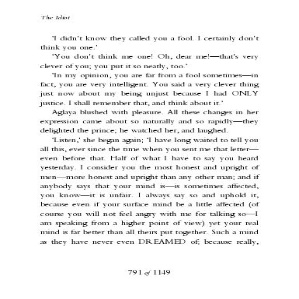 The Idiot
'I didn't know they called you a fool. I certainly don't
think you one.'
'You don't think me one! Oh, dear me!—that's very
clever of you; you put it so neatly, too.'
'In my opinion, you are far from a fool sometimes—in
fact, you are very intelligent. You said a very clever thing
just now about my being unjust because I had ONLY
justice. I shall remember that, and think about it.'
Aglaya blushed with pleasure. All these changes in her
expression came about so naturally and so rapidly—they
delighted the prince; he watched her, and laughed.
'Listen,' she began again; 'I have long waited to tell you
all this, ever since the time when you sent me that letter—
even before that. Half of what I have to say you heard
yesterday. I consider you the most honest and upright of
men—more honest and upright than any other man; and if
anybody says that your mind is—is sometimes affected,
you know—it is unfair. I always say so and uphold it,
because even if your surface mind be a little affected (of
course you will not feel angry with me for talking so—I
am speaking from a higher point of view) yet your real
mind is far better than all theirs put together. Such a mind
as they have never even DREAMED of; because really,
791 of 1149